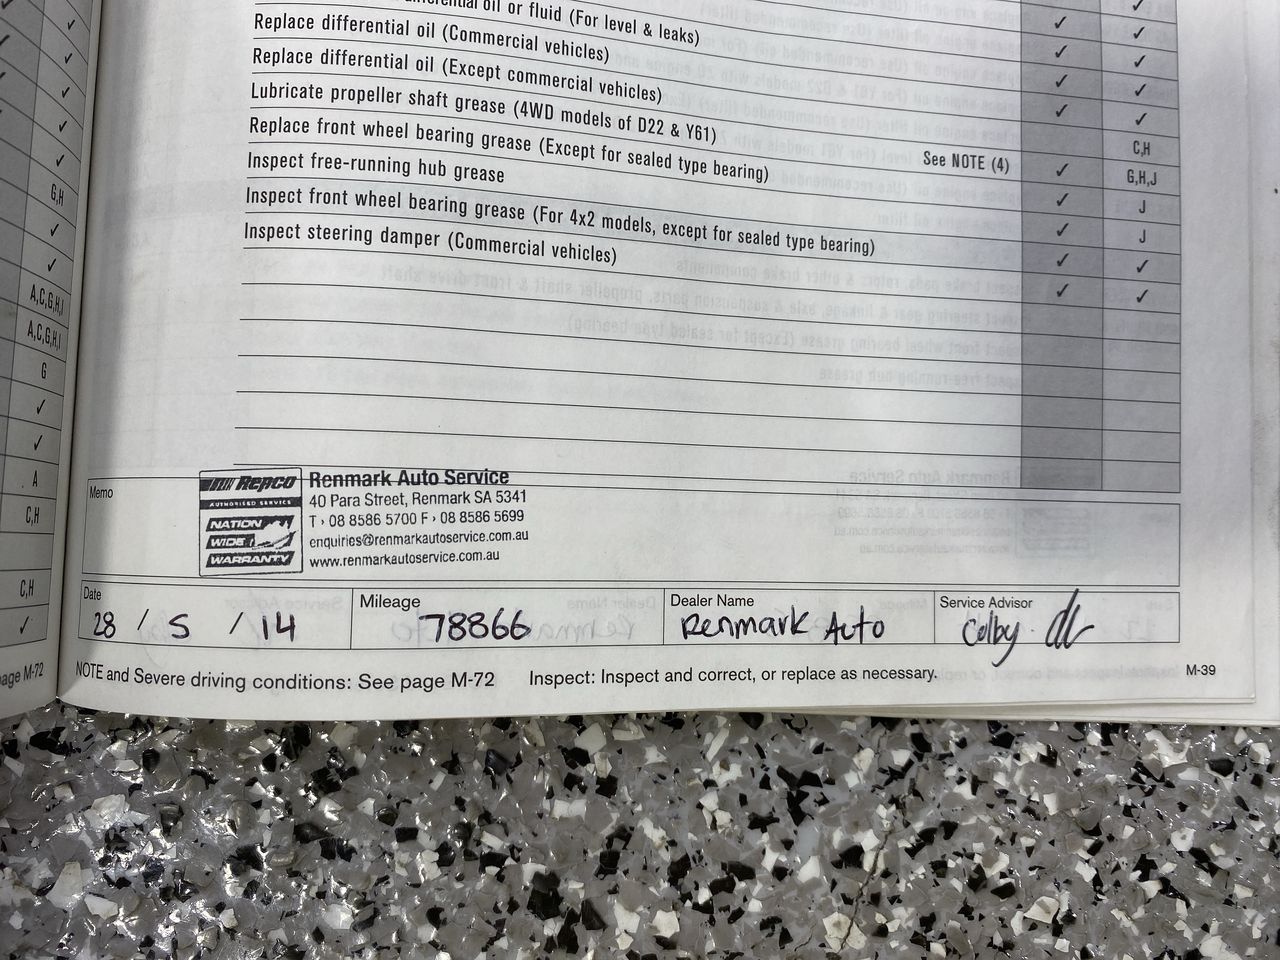 oil or fluid (For level & leaks) ✓ ✓
Replace differential oil (Commercial vehicles) ✓ ✓
Replace differential oil (Except commercial vehicles) ✓ ✓
Lubricate propeller shaft grease (4WD models of D22 & Y61) ✓ ✓
Replace front wheel bearing grease (Except for sealed type bearing) See NOTE (4) C,H
Inspect free-running hub grease ✓ G,H,J
Inspect front wheel bearing grease (For 4x2 models, except for sealed type bearing) ✓ J
Inspect steering damper (Commercial vehicles) ✓ J
✓ ✓
✓ ✓
G,H
A,C,G,H,I
A,C,G,H,I
G
✓
✓
A
C,H
C,H
✓
Memo
Repco
AUTHORISED SERVICE
NATION
WIDE
WARRANTY
Renmark Auto Service
40 Para Street, Renmark SA 5341
T › 08 8586 5700 F › 08 8586 5699
enquiries@renmarkautoservice.com.au
www.renmarkautoservice.com.au
Date Mileage Dealer Name Service Advisor
28 / 5 / 14 78866 Renmark Auto Colby
NOTE and Severe driving conditions: See page M-72 Inspect: Inspect and correct, or replace as necessary. M-39
page M-72